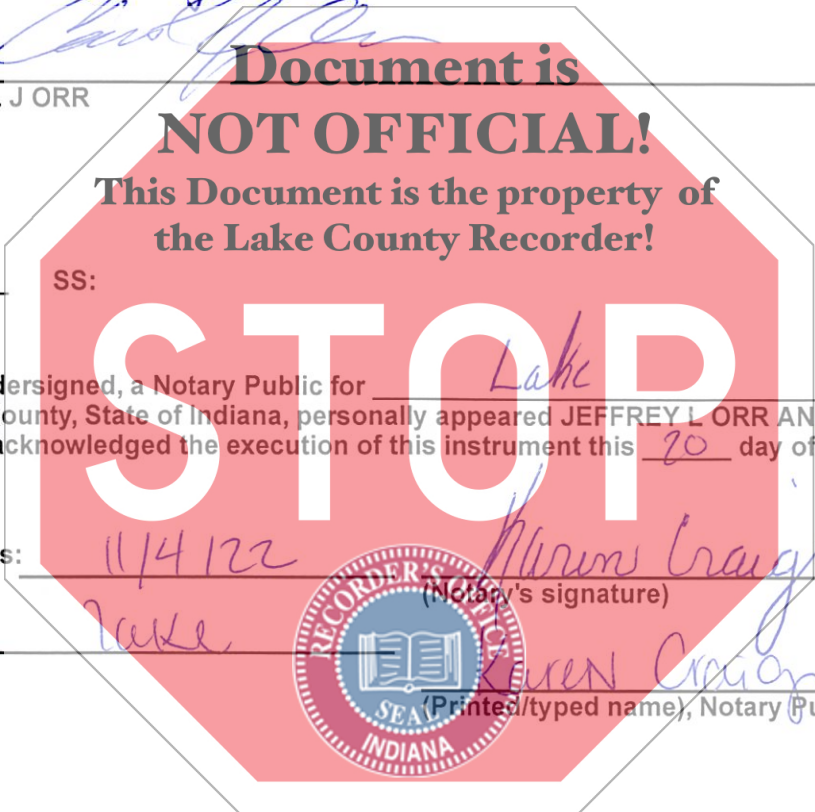 Document is
J ORR
NOT OFFICIAL!
This Document is the property of
the Lake County Recorder!
SS:
STOP
ersigned, a Notary Public for Lake
ounty, State of Indiana, personally appeared JEFFREY L ORR AN
cknowledged the execution of this instrument this 20 day of
s: 11/4/22 Karen Craig
(Notary's signature)
Lake
Karen Craig
(Printed/typed name), Notary Pu
RECORDER'S OFFICE
SEAL
INDIANA